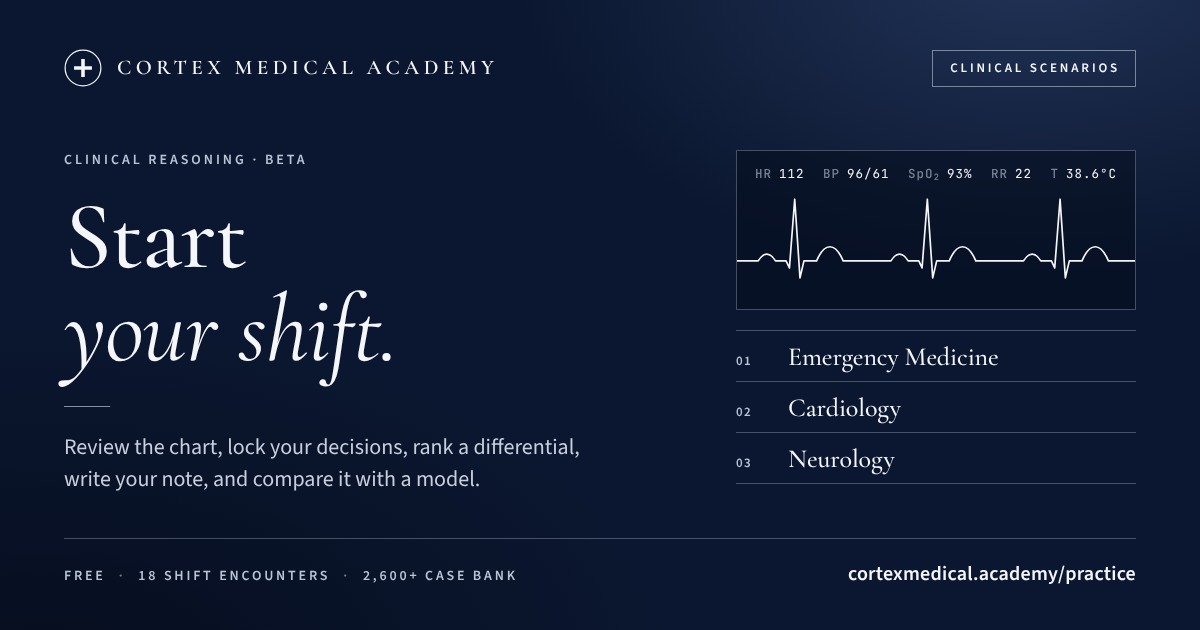 CORTEX MEDICAL ACADEMY
CLINICAL SCENARIOS
CLINICAL REASONING · BETA
Start
your shift.
Review the chart, lock your decisions, rank a differential,
write your note, and compare it with a model.
HR 112 BP 96/61 SpO₂ 93% RR 22 T 38.6°C
01 Emergency Medicine
02 Cardiology
03 Neurology
FREE · 18 SHIFT ENCOUNTERS · 2,600+ CASE BANK
cortexmedical.academy/practice